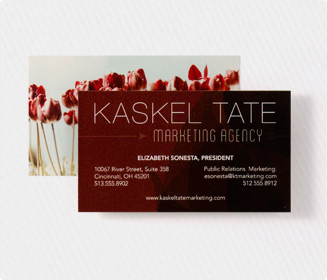 KASKEL TATE
MARKETING AGENCY
ELIZABETH SONESTA, PRESIDENT
10067 River Street, Suite 358
Cincinnati, OH 45201
513.555.8902
Public Relations. Marketing.
esonesta@ktmarketing.com
512.555.8912
www.kaskeltatemarketing.com